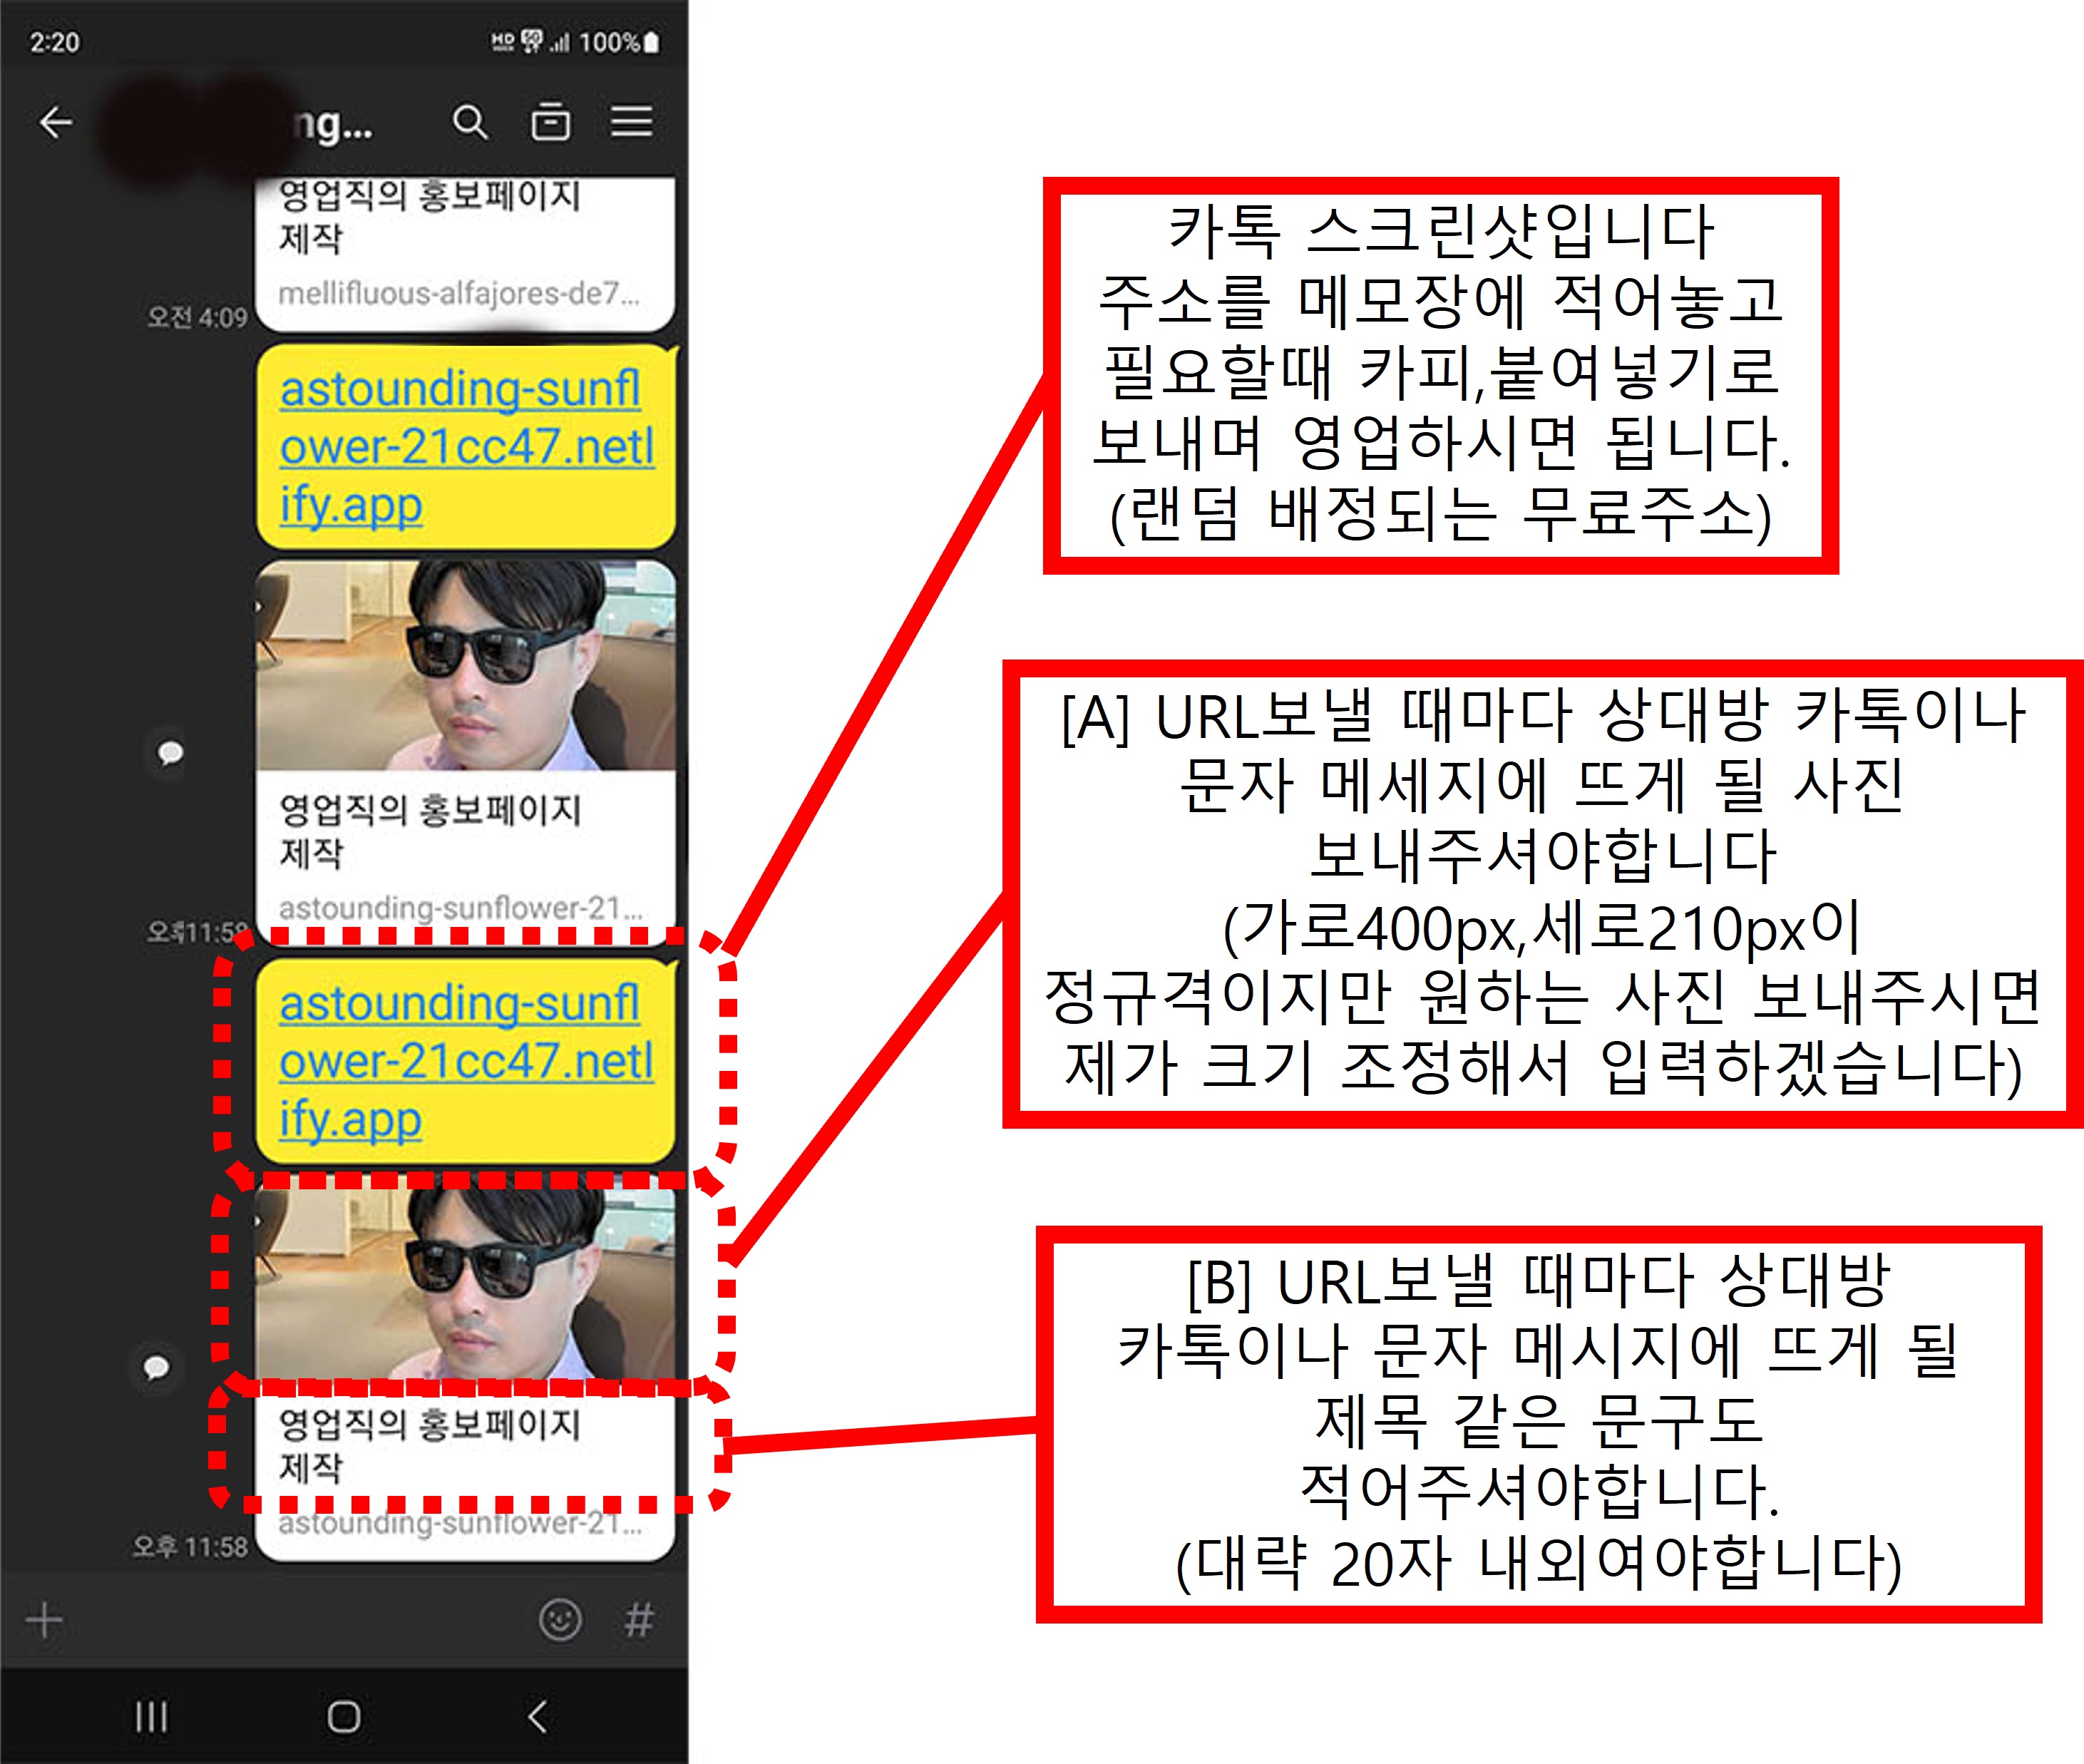 2:20
100%
ng...
영업직의 홍보페이지
제작
mellifluous-alfajores-de7...
오전 4:09
astounding-sunfl
ower-21cc47.netl
ify.app
영업직의 홍보페이지
제작
astounding-sunflower-21...
11:58
astounding-sunfl
ower-21cc47.netl
ify.app
영업직의 홍보페이지
제작
astounding-sunflower-21...
오후 11:58
#
카톡 스크린샷입니다
주소를 메모장에 적어놓고
필요할때 카피,붙여넣기로
보내며 영업하시면 됩니다.
(랜덤 배정되는 무료주소)
[A] URL보낼 때마다 상대방 카톡이나
문자 메세지에 뜨게 될 사진
보내주셔야합니다
(가로400px,세로210px이
정규격이지만 원하는 사진 보내주시면
제가 크기 조정해서 입력하겠습니다)
[B] URL보낼 때마다 상대방
카톡이나 문자 메시지에 뜨게 될
제목 같은 문구도
적어주셔야합니다.
(대략 20자 내외여야합니다)